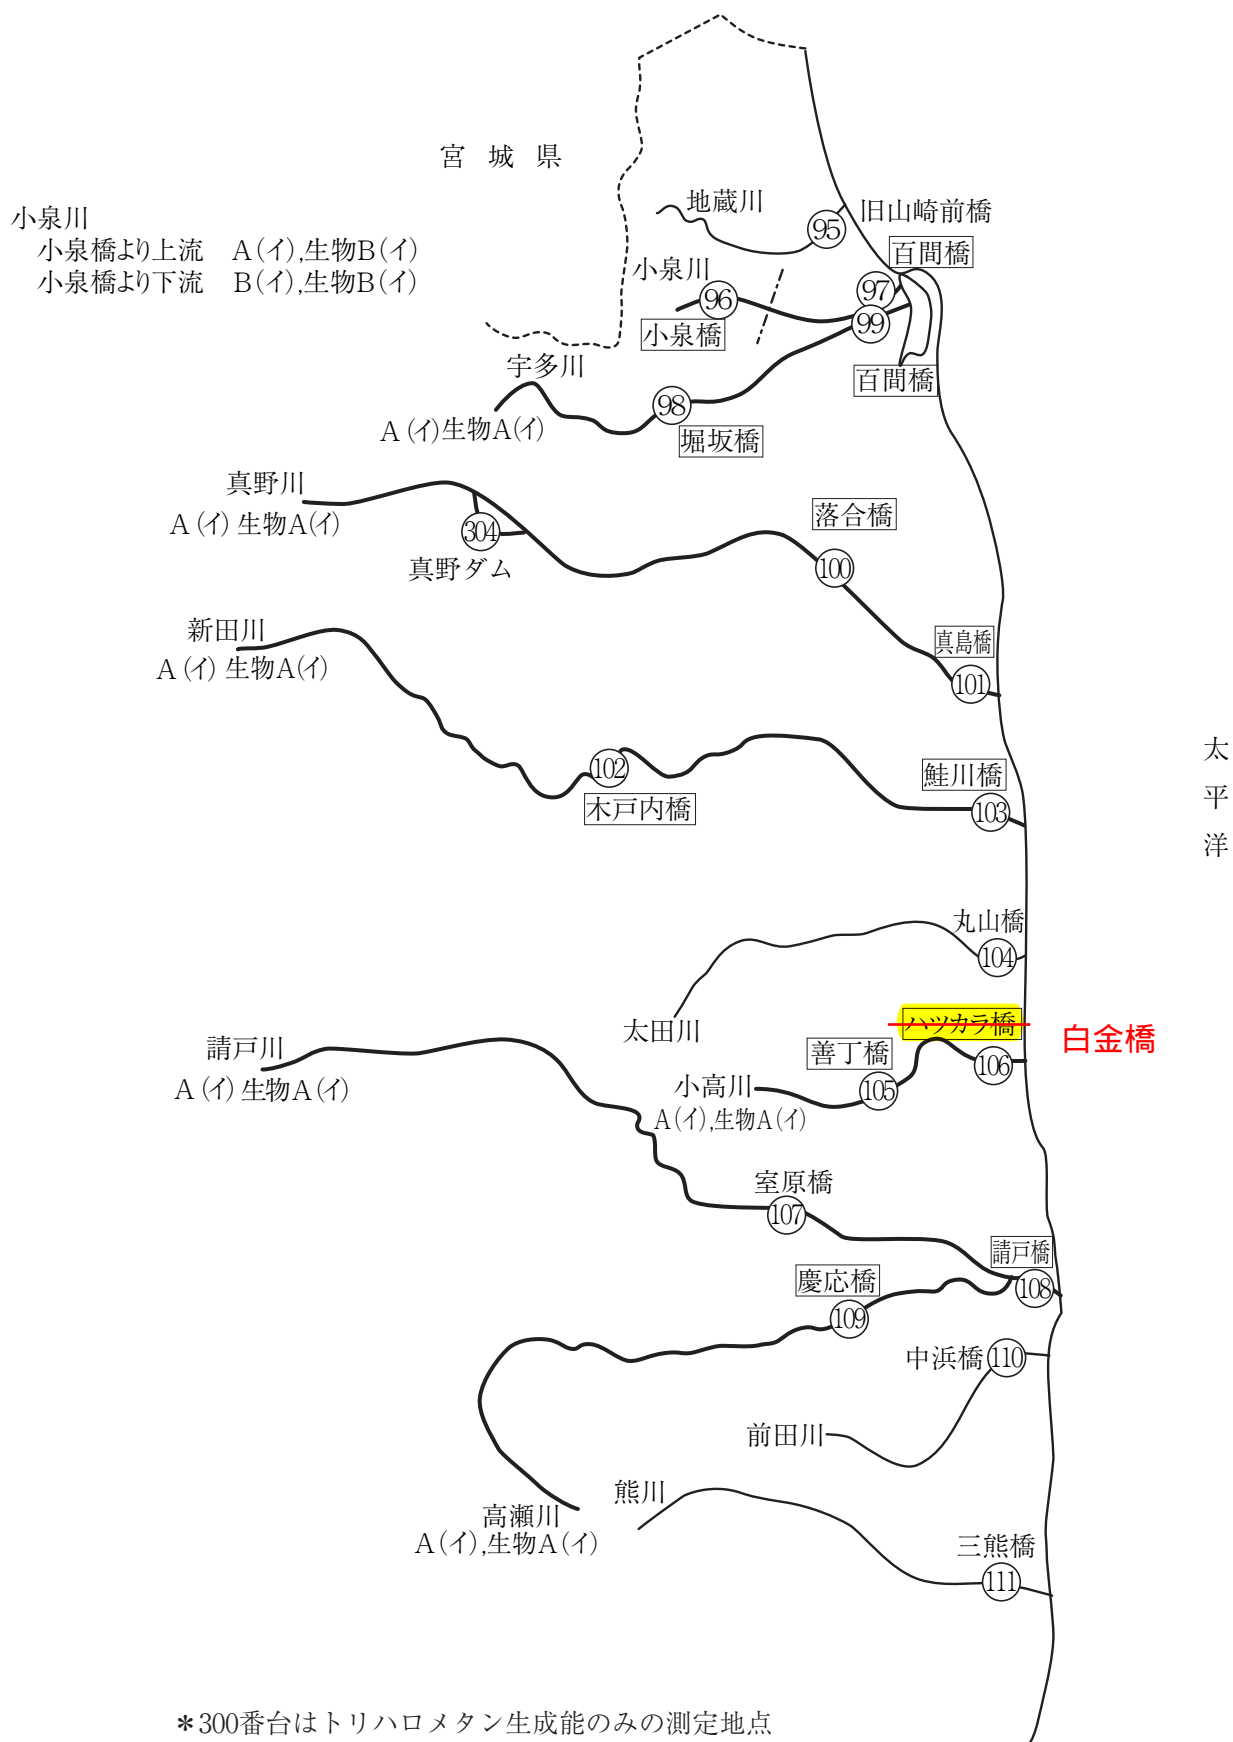 宮城県
地蔵川
95
旧山崎前橋
小泉川
小泉橋より上流 A(イ),生物B(イ)
小泉橋より下流 B(イ),生物B(イ)
百間橋
小泉川
96
97
小泉橋
99
百間橋
宇多川
A(イ)生物A(イ)
98
堀坂橋
真野川
A(イ)生物A(イ)
304
真野ダム
落合橋
100
新田川
A(イ)生物A(イ)
真島橋
101
102
木戸内橋
鮭川橋
103
太平洋
丸山橋
104
太田川
ハツカラ橋
白金橋
請戸川
A(イ)生物A(イ)
善丁橋
106
小高川
105
A(イ),生物A(イ)
室原橋
107
請戸橋
108
慶応橋
109
中浜橋
110
前田川
熊川
高瀬川
A(イ),生物A(イ)
三熊橋
111
*300番台はトリハロメタン生成能のみの測定地点